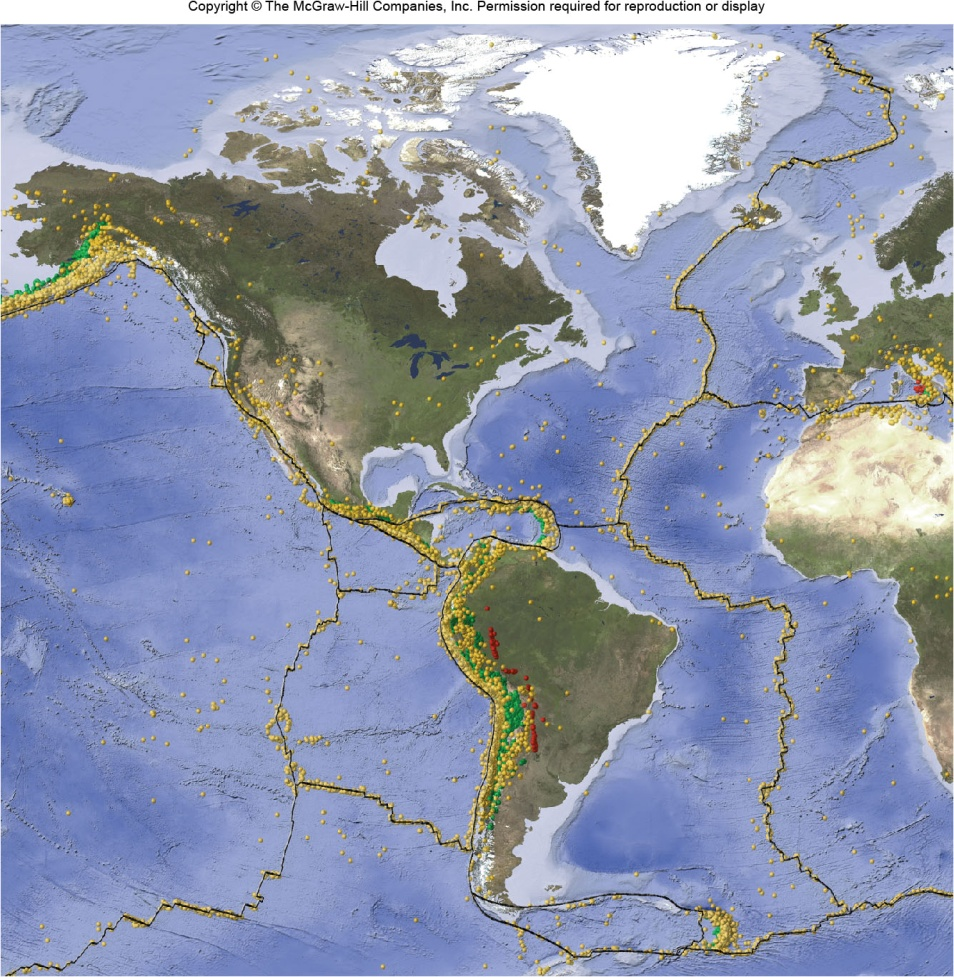 Copyright © The McGraw-Hill Companies, Inc. Permission required for reproduction or display